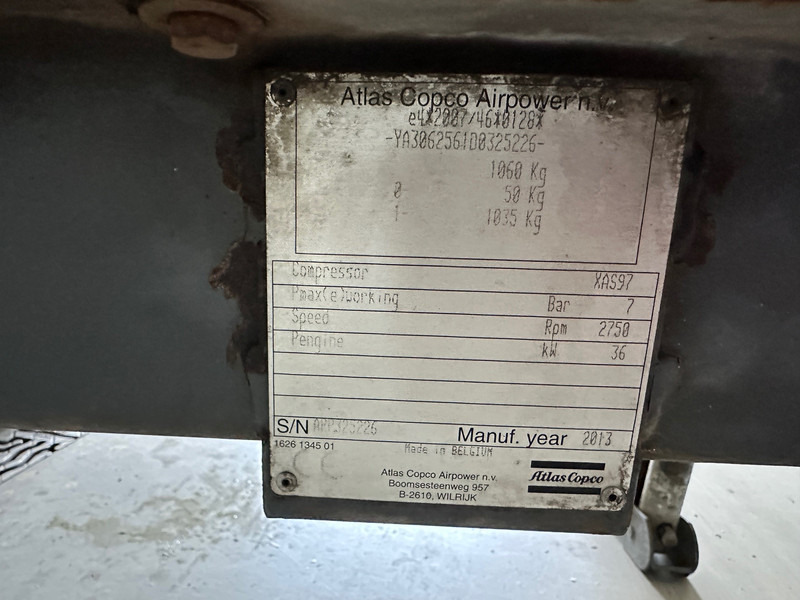 Atlas Copco Airpower n.v.
e4*2007/46*0128*
-YA3062561D0325226-
1060 Kg
0- 50 Kg
1- 1035 Kg
Compressor XAS97
Pmax(e)working Bar 7
Speed Rpm 2750
Pengine kW 36
S/N APP325226 Manuf. year 2013
1626 1345 01 Made in BELGIUM
CE
Atlas Copco Airpower n.v.
Boomsesteenweg 957
B-2610, WILRIJK
Atlas Copco